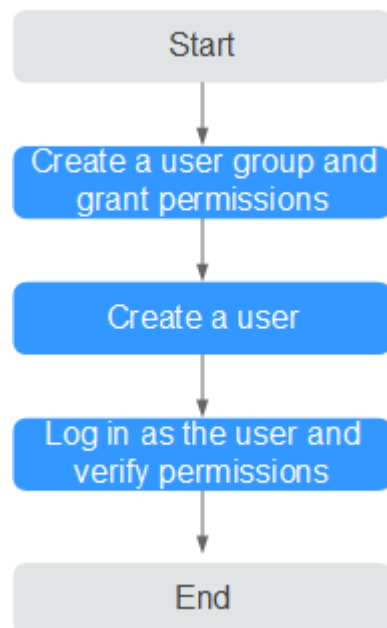 Start
Create a user group and
grant permissions
Create a user
Log in as the user and
verify permissions
End